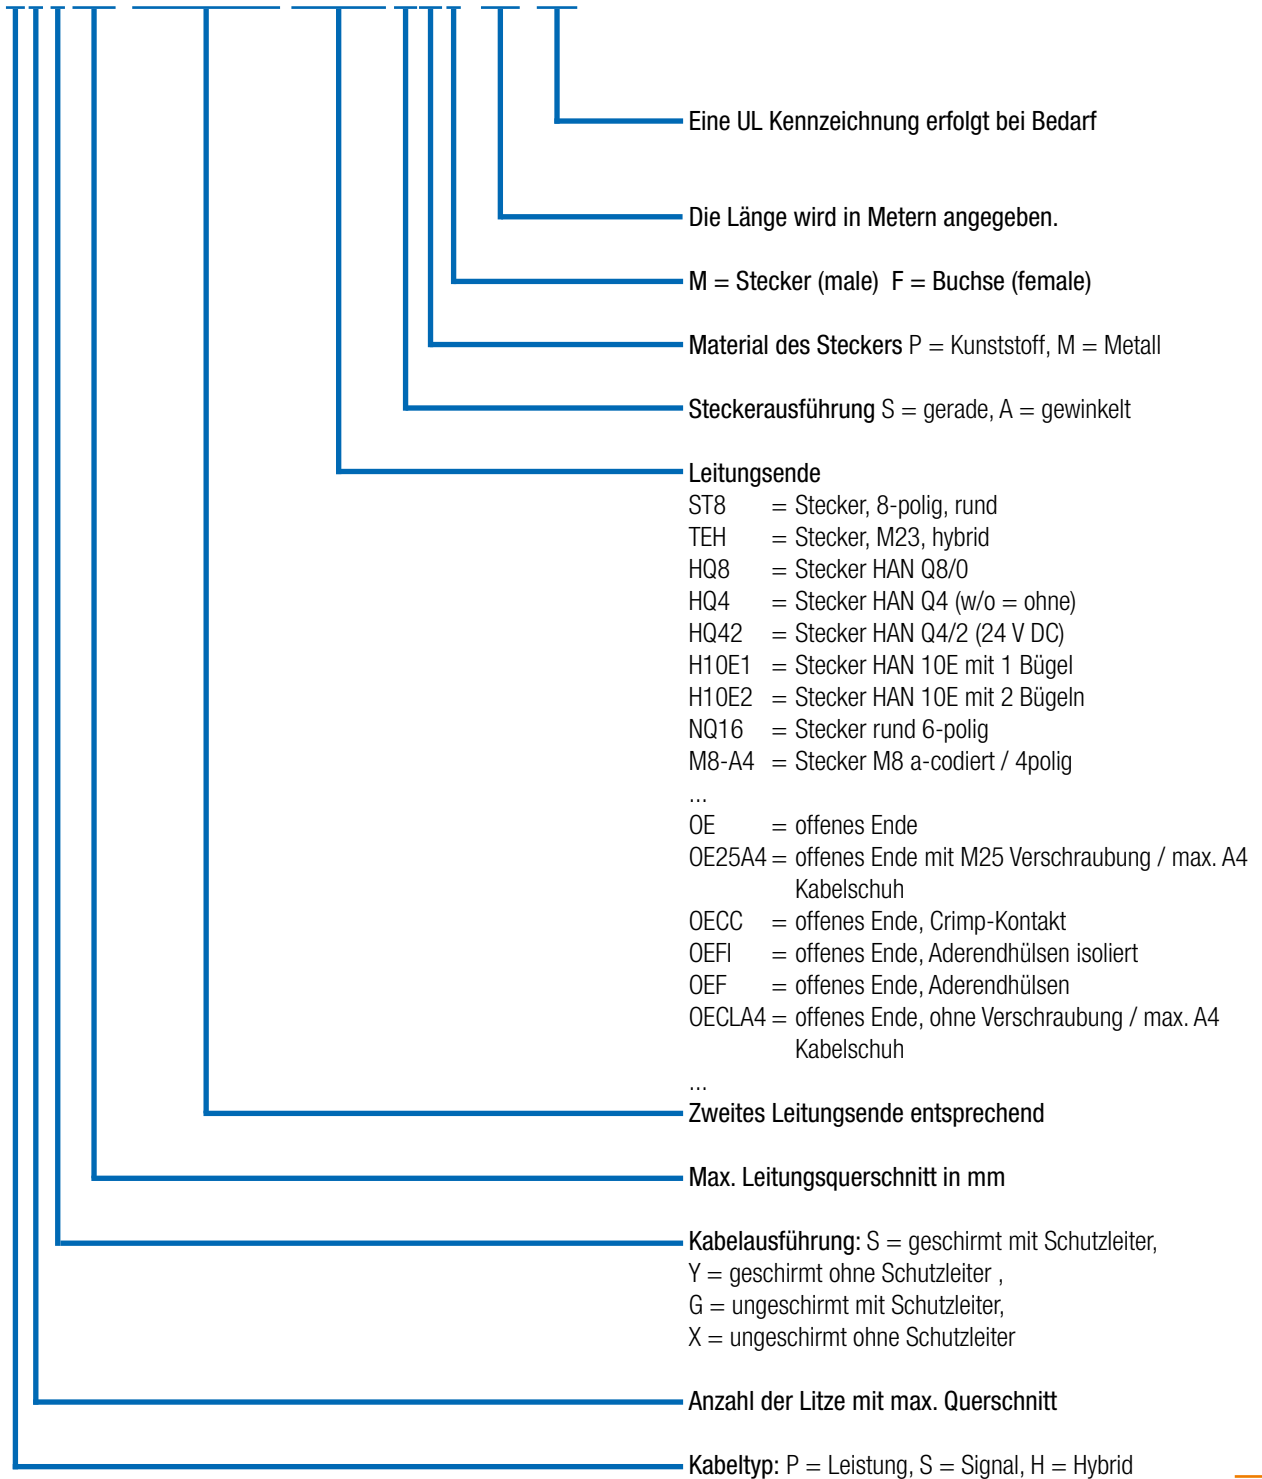 Eine UL Kennzeichnung erfolgt bei Bedarf
Die Länge wird in Metern angegeben.
M = Stecker (male) F = Buchse (female)
Material des Steckers P = Kunststoff, M = Metall
Steckerausführung S = gerade, A = gewinkelt
Leitungsende
ST8 = Stecker, 8-polig, rund
TEH = Stecker, M23, hybrid
HQ8 = Stecker HAN Q8/0
HQ4 = Stecker HAN Q4 (w/o = ohne)
HQ42 = Stecker HAN Q4/2 (24 V DC)
H10E1 = Stecker HAN 10E mit 1 Bügel
H10E2 = Stecker HAN 10E mit 2 Bügeln
NQ16 = Stecker rund 6-polig
M8-A4 = Stecker M8 a-codiert / 4polig
...
OE = offenes Ende
OE25A4 = offenes Ende mit M25 Verschraubung / max. A4
Kabelschuh
OECC = offenes Ende, Crimp-Kontakt
OEFI = offenes Ende, Aderendhülsen isoliert
OEF = offenes Ende, Aderendhülsen
OECLA4 = offenes Ende, ohne Verschraubung / max. A4
Kabelschuh
...
Zweites Leitungsende entsprechend
Max. Leitungsquerschnitt in mm
Kabelausführung: S = geschirmt mit Schutzleiter,
Y = geschirmt ohne Schutzleiter ,
G = ungeschirmt mit Schutzleiter,
X = ungeschirmt ohne Schutzleiter
Anzahl der Litze mit max. Querschnitt
Kabeltyp: P = Leistung, S = Signal, H = Hybrid